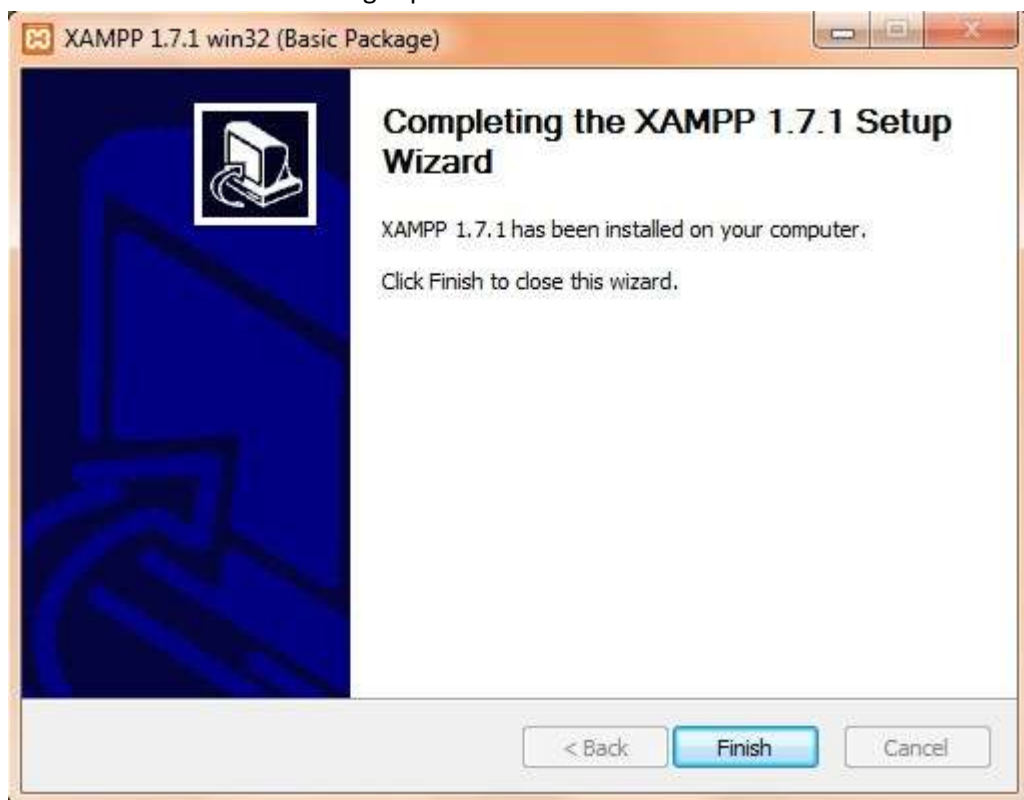 XAMPP 1.7.1 win32 (Basic Package)
Completing the XAMPP 1.7.1 Setup
Wizard
XAMPP 1.7.1 has been installed on your computer.
Click Finish to close this wizard.
< Back Finish Cancel